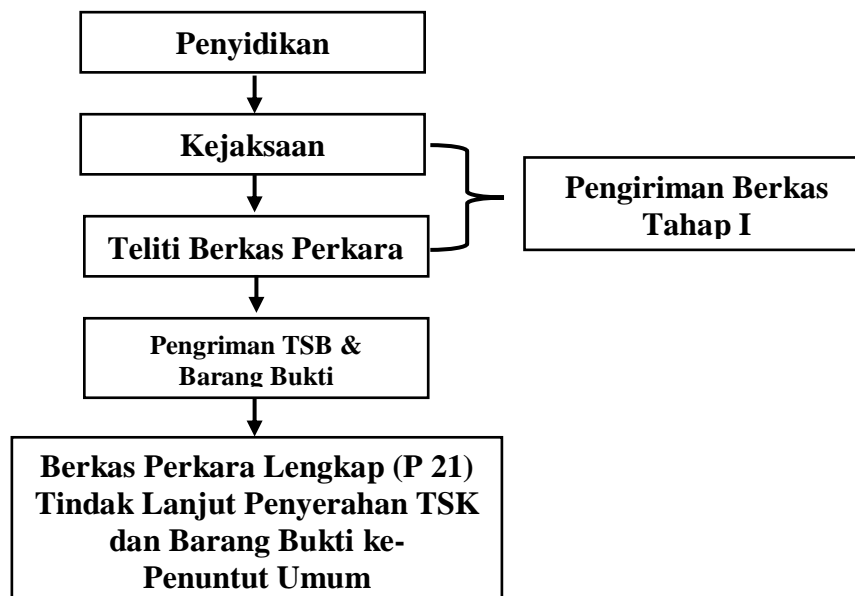 Penyidikan
Kejaksaan
Pengiriman Berkas
Tahap I
Teliti Berkas Perkara
Pengriman TSB &
Barang Bukti
Berkas Perkara Lengkap (P 21)
Tindak Lanjut Penyerahan TSK
dan Barang Bukti ke-
Penuntut Umum